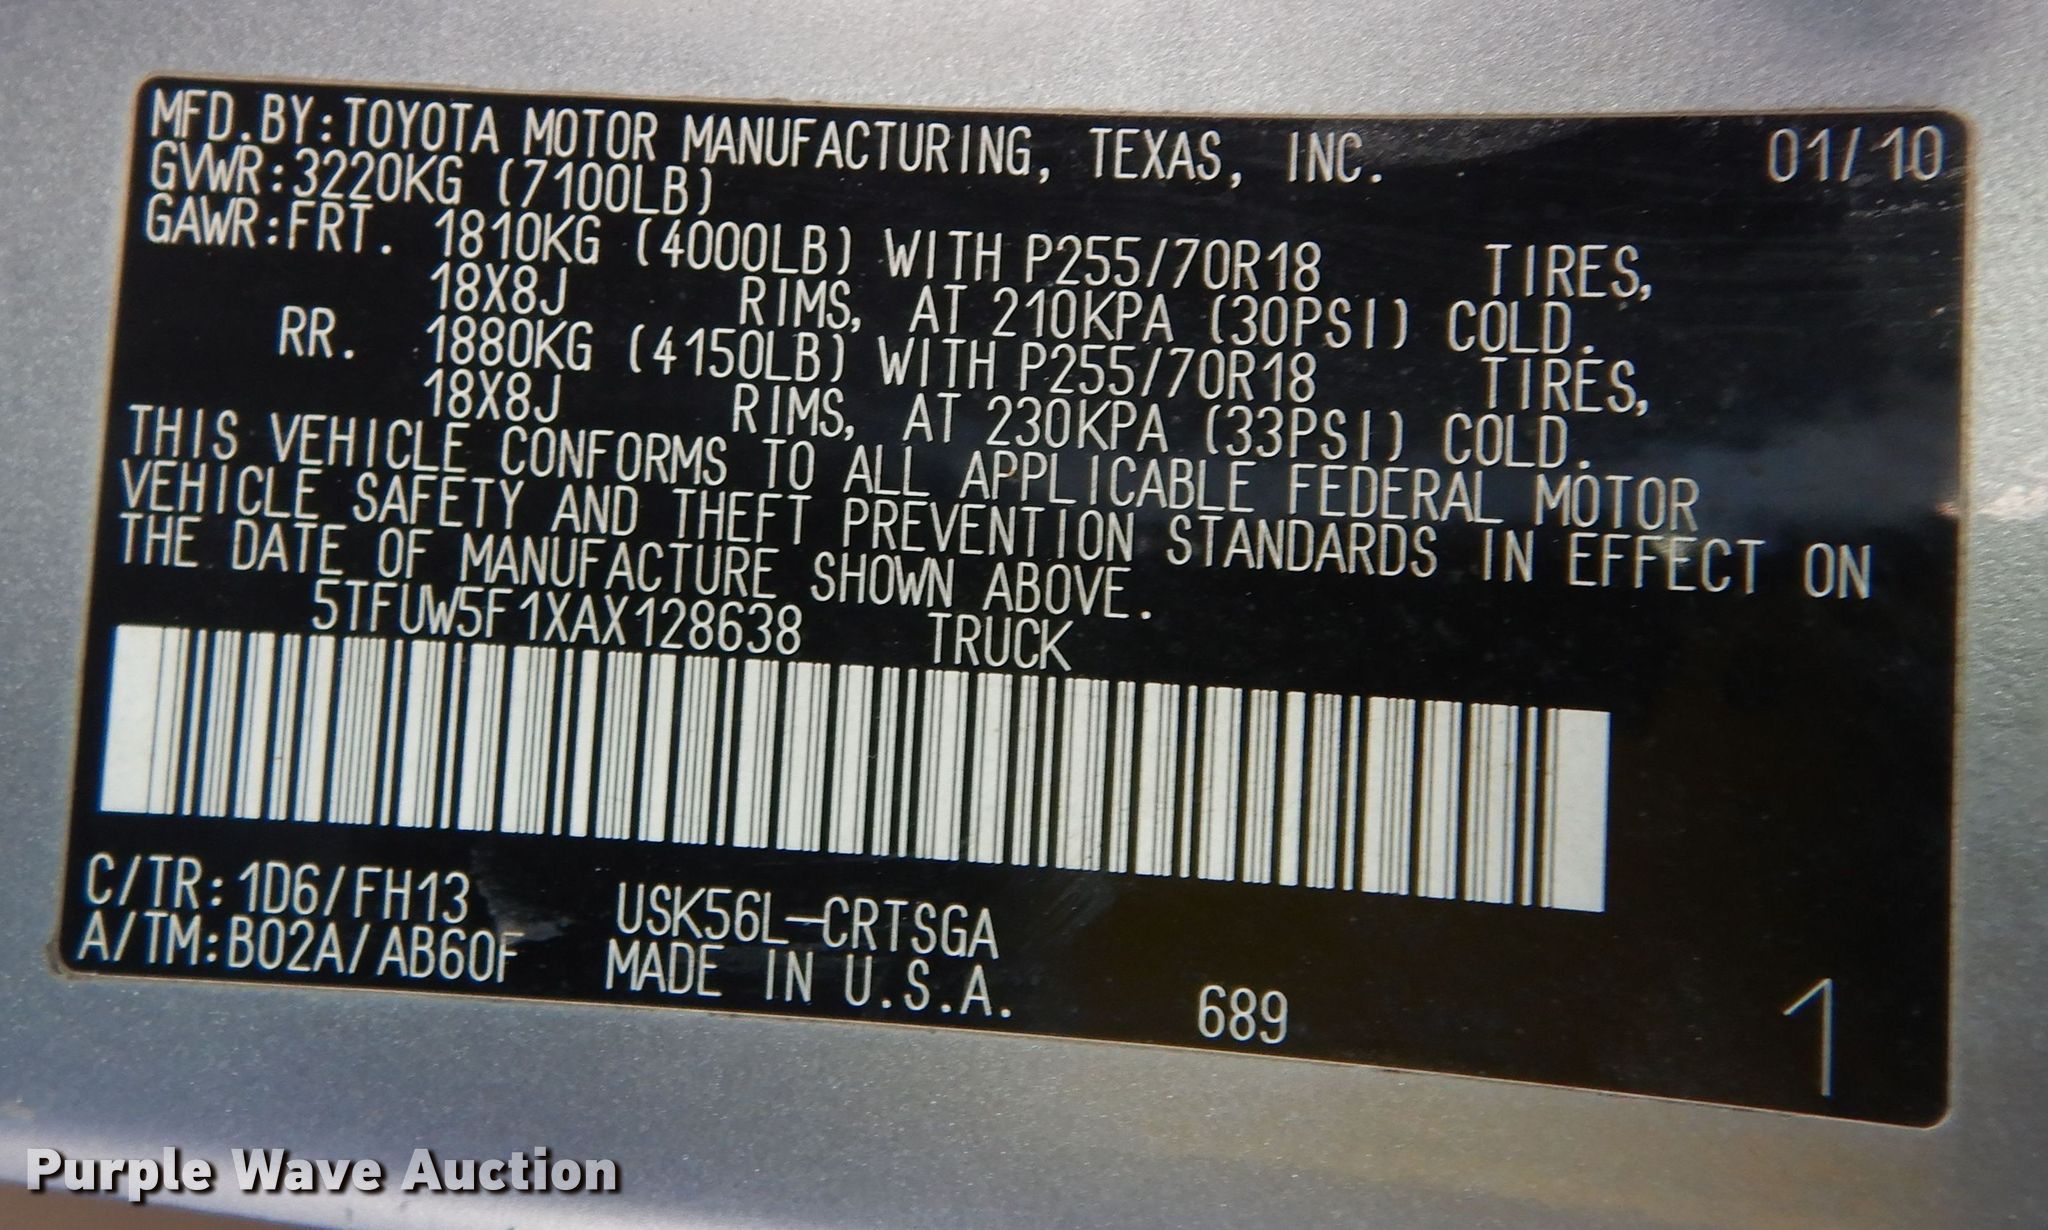 MFD.BY:TOYOTA MOTOR MANUFACTURING, TEXAS, INC. 01/10
GVWR:3220KG (7100LB)
GAWR:FRT. 1810KG (4000LB) WITH P255/70R18 TIRES,
18X8J RIMS, AT 210KPA (30PSI) COLD.
RR. 1880KG (4150LB) WITH P255/70R18 TIRES,
18X8J RIMS, AT 230KPA (33PSI) COLD.
THIS VEHICLE CONFORMS TO ALL APPLICABLE FEDERAL MOTOR
VEHICLE SAFETY AND THEFT PREVENTION STANDARDS IN EFFECT ON
THE DATE OF MANUFACTURE SHOWN ABOVE.
5TFUW5F1XAX128638 TRUCK
C/TR:1D6/FH13 USK56L-CRTSGA
A/TM:B02A/AB60F MADE IN U.S.A. 689 1
Purple Wave Auction